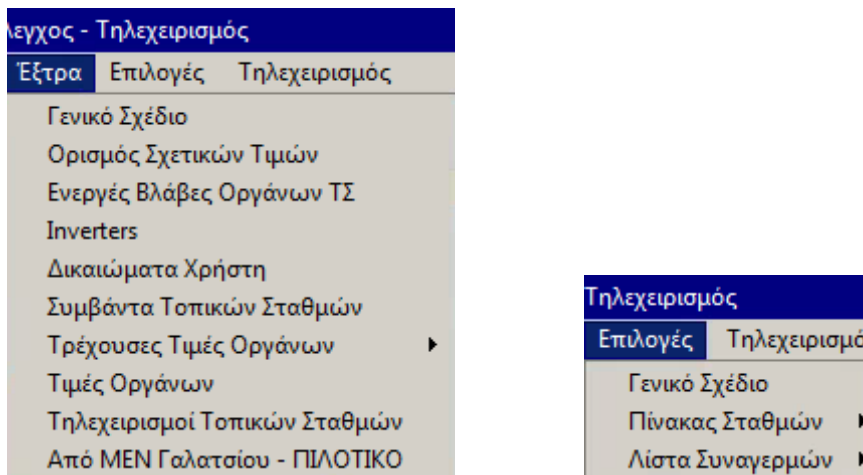 λεγχος - Τηλεχειρισμός
Έξτρα Επιλογές Τηλεχειρισμός
Γενικό Σχέδιο
Ορισμός Σχετικών Τιμών
Ενεργές Βλάβες Οργάνων ΤΣ
Inverters
Δικαιώματα Χρήστη
Συμβάντα Τοπικών Σταθμών
Τρέχουσες Τιμές Οργάνων
Τιμές Οργάνων
Τηλεχειρισμοί Τοπικών Σταθμών
Από ΜΕΝ Γαλατσίου - ΠΙΛΟΤΙΚΟ
Τηλεχειρισμός
Επιλογές Τηλεχειρισμό
Γενικό Σχέδιο
Πίνακας Σταθμών
Λίστα Συναγερμών